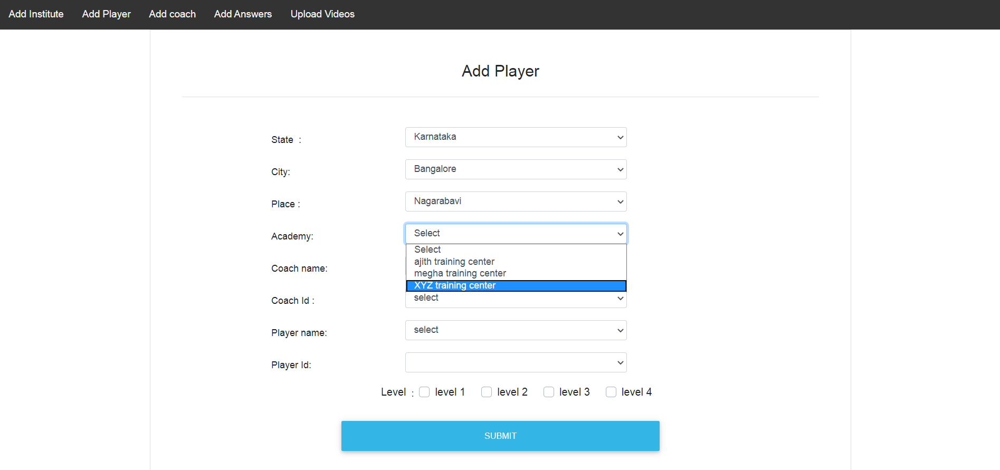 Add Institute Add Player Add coach Add Answers Upload Videos
Add Player
State : Karnataka
City: Bangalore
Place : Nagarabavi
Academy: Select
Select
ajith training center
megha training center
Coach name:
XYZ training center
Coach Id : select
Player name: select
Player Id:
Level : level 1 level 2 level 3 level 4
SUBMIT